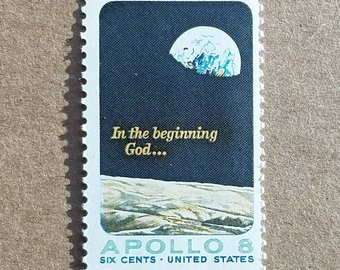 In the beginning
God...
APOLLO 8
SIX CENTS · UNITED STATES